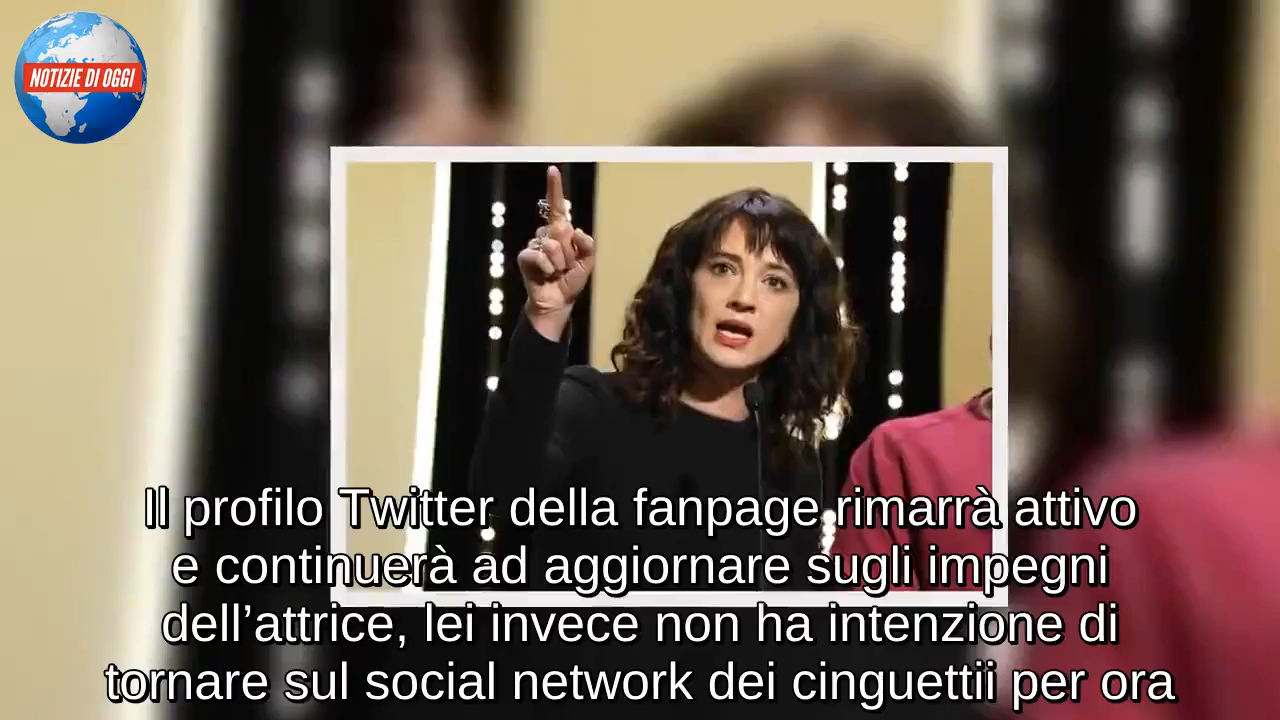 NOTIZIE DI OGGI
Il profilo Twitter della fanpage rimarrà attivo
e continuerà ad aggiornare sugli impegni
dell’attrice, lei invece non ha intenzione di
tornare sul social network dei cinguettii per ora